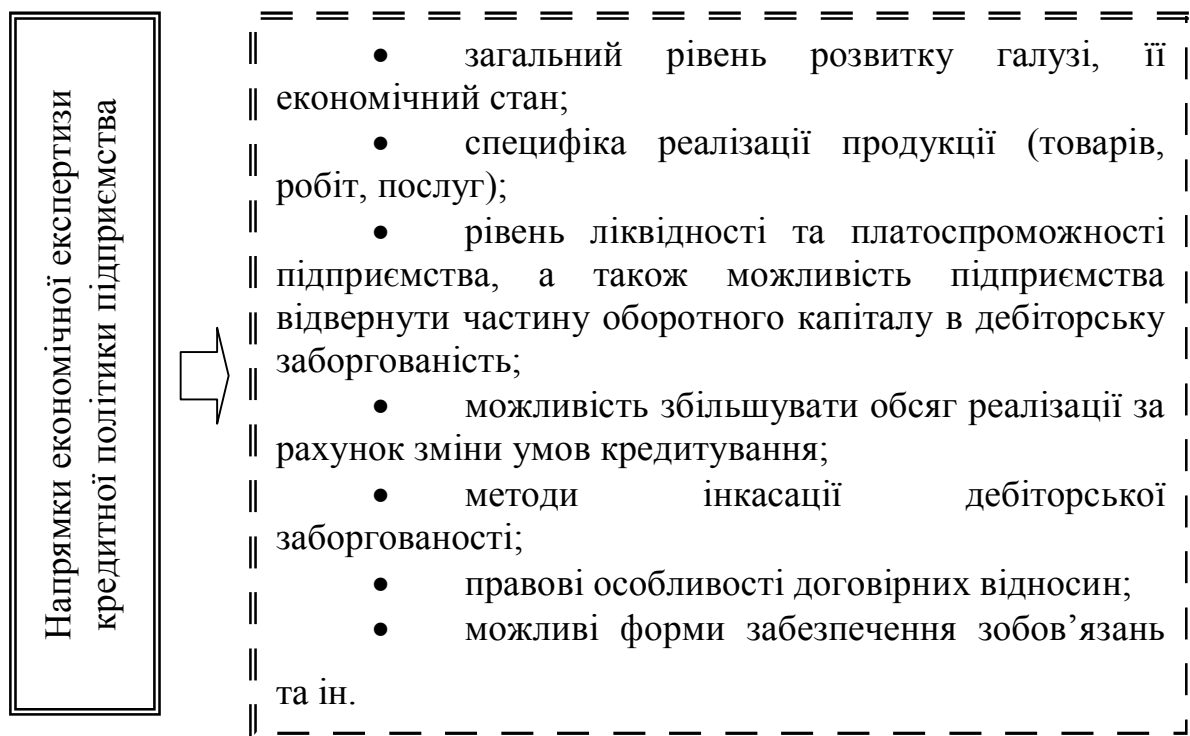 Напрямки економічної експертизи
кредитної політики підприємства
• загальний рівень розвитку галузі, її
економічний стан;
• специфіка реалізації продукції (товарів,
робіт, послуг);
• рівень ліквідності та платоспроможності
підприємства, а також можливість підприємства
відвернути частину оборотного капіталу в дебіторську
заборгованість;
• можливість збільшувати обсяг реалізації за
рахунок зміни умов кредитування;
• методи інкасації дебіторської
заборгованості;
• правові особливості договірних відносин;
• можливі форми забезпечення зобов’язань
та ін.